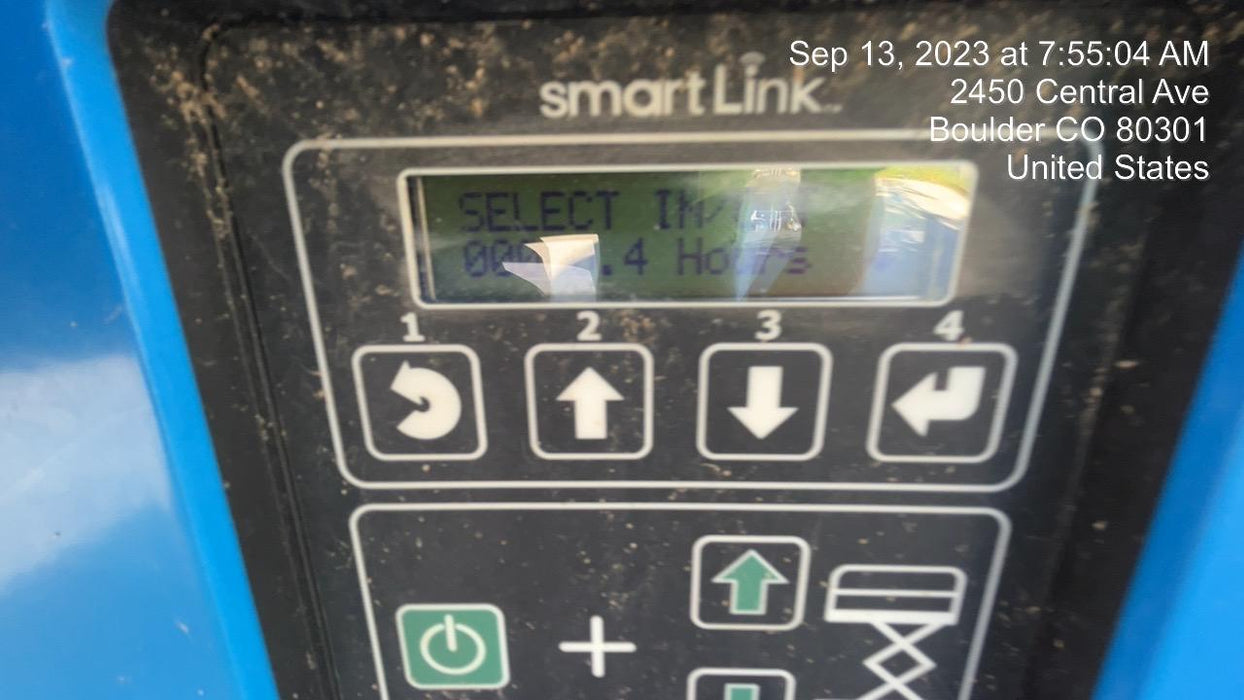 Sep 13, 2023 at 7:55:04 AM
2450 Central Ave
Boulder CO 80301
United States
smartLink
SELECT
.4 Hours
1 2 3 4